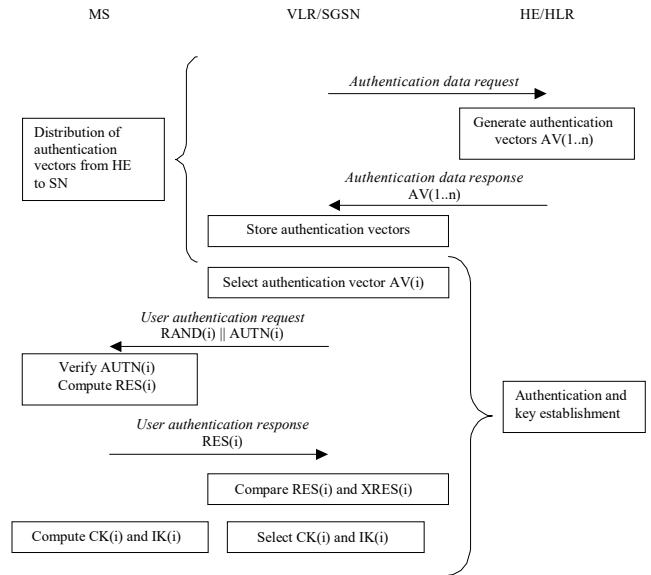 MS
VLR/SGSN
HE/HLR
Authentication data request
Distribution of
authentication
vectors from HE
to SN
Generate authentication
vectors AV(1..n)
Authentication data response
AV(1..n)
Store authentication vectors
Select authentication vector AV(i)
User authentication request
RAND(i) || AUTN(i)
Verify AUTN(i)
Compute RES(i)
Authentication and
key establishment
User authentication response
RES(i)
Compare RES(i) and XRES(i)
Compute CK(i) and IK(i)
Select CK(i) and IK(i)